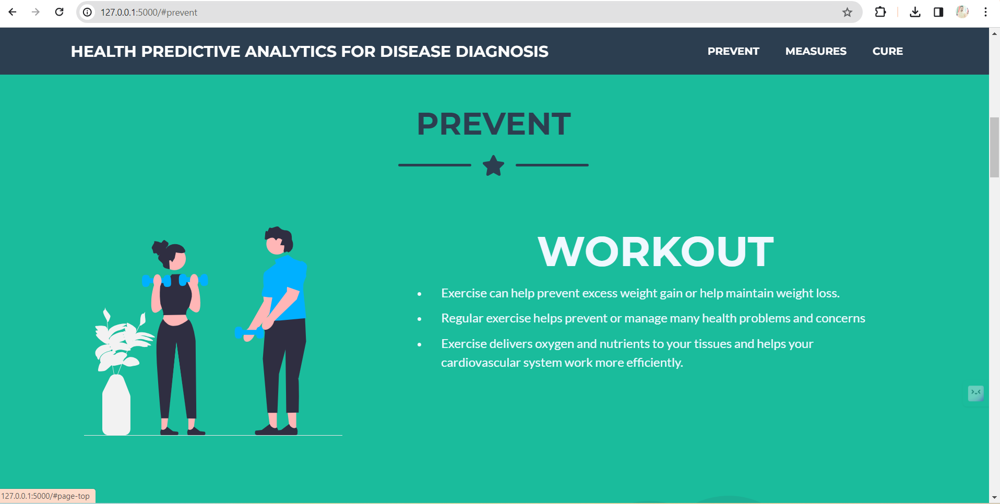 127.0.0.1:5000/#prevent
HEALTH PREDICTIVE ANALYTICS FOR DISEASE DIAGNOSIS
PREVENT
MEASURES
CURE
PREVENT
WORKOUT
• Exercise can help prevent excess weight gain or help maintain weight loss.
• Regular exercise helps prevent or manage many health problems and concerns
• Exercise delivers oxygen and nutrients to your tissues and helps your
cardiovascular system work more efficiently.
127.0.0.1:5000/#page-top